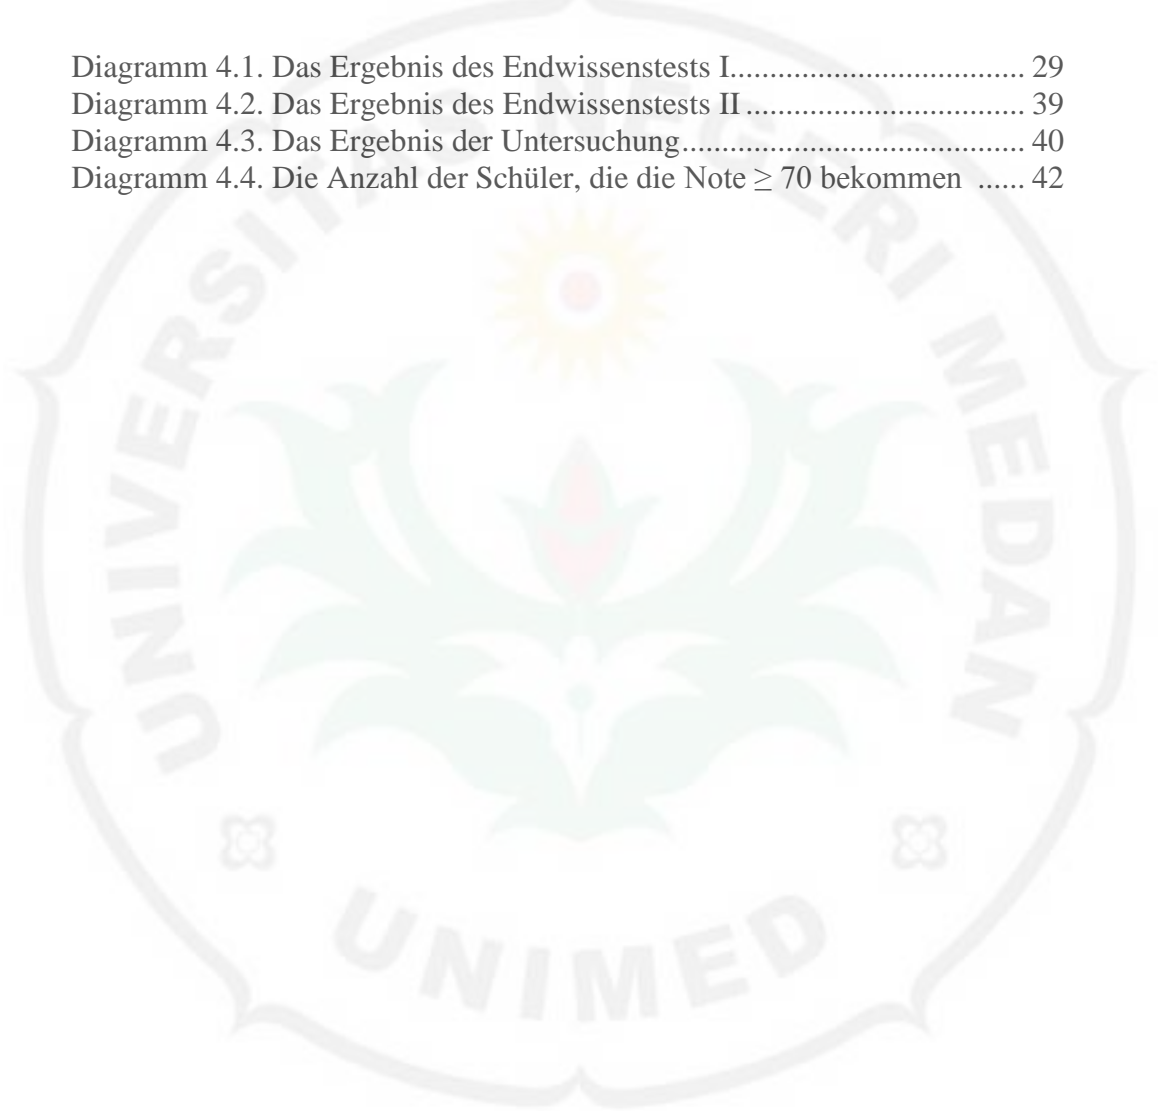 Diagramm 4.1. Das Ergebnis des Endwissenstests I.................................... 29
Diagramm 4.2. Das Ergebnis des Endwissenstests II .................................. 39
Diagramm 4.3. Das Ergebnis der Untersuchung.......................................... 40
Diagramm 4.4. Die Anzahl der Schüler, die die Note ≥ 70 bekommen ...... 42
UNIVERSITAS NEGERI MEDAN
UNIMED